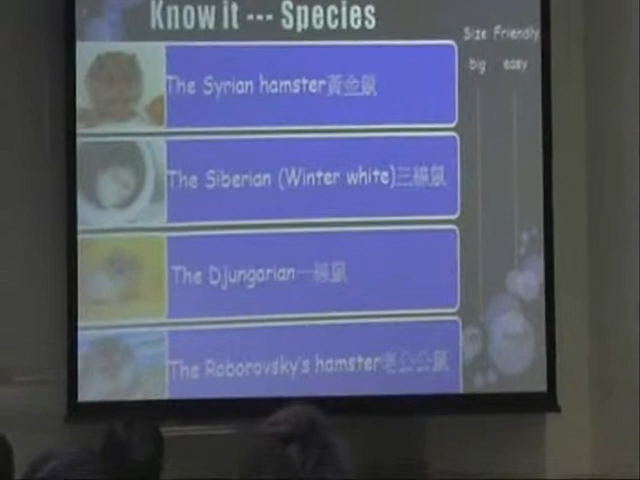 Know it --- Species
Size Friendly
big easy
The Syrian hamster黃金鼠
The Siberian (Winter white)三線鼠
The Djungarian一線鼠
The Roborovsky's hamster老公公鼠